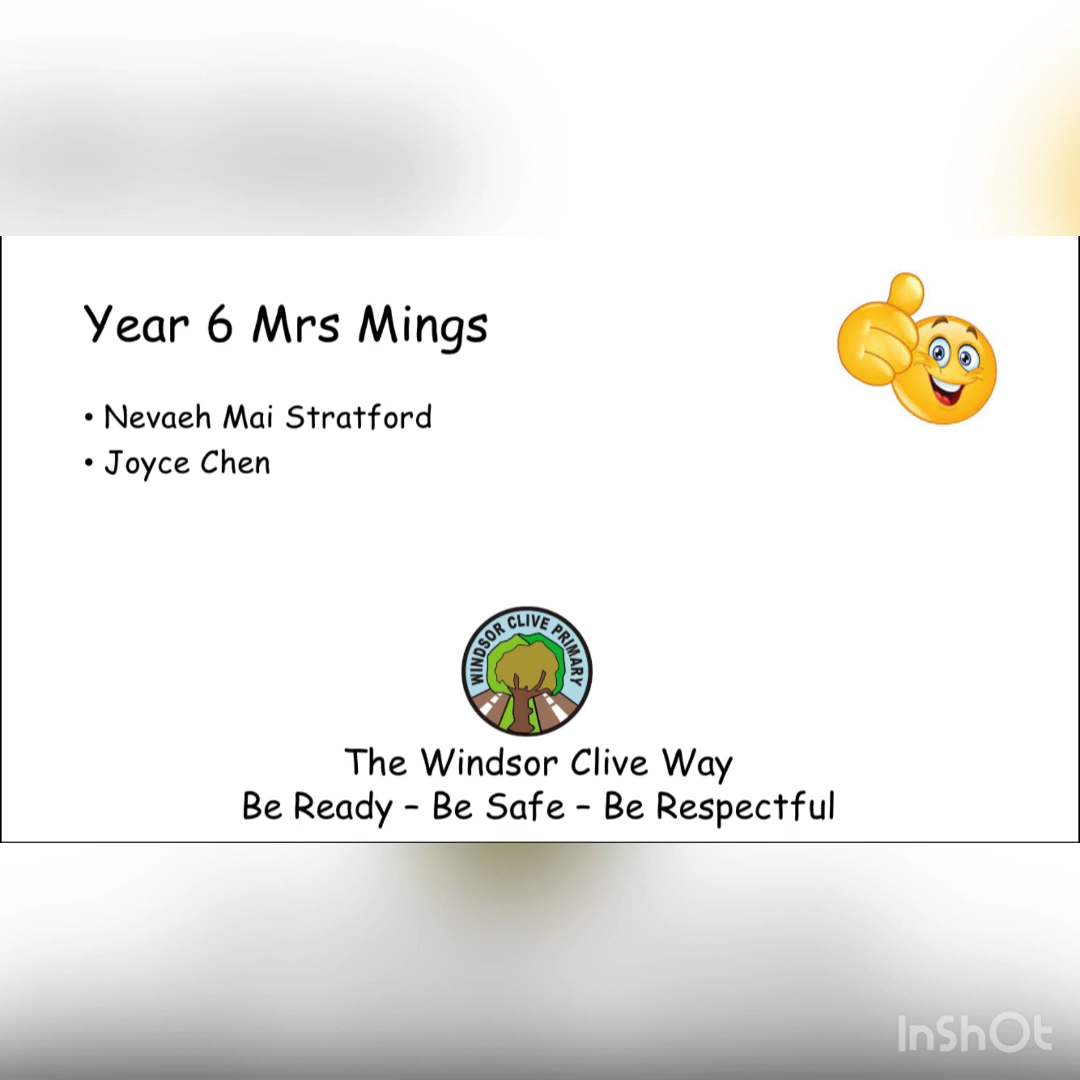 Year 6 Mrs Mings
• Nevaeh Mai Stratford
• Joyce Chen
WINDSOR CLIVE PRIMARY
The Windsor Clive Way
Be Ready – Be Safe – Be Respectful
InShOt